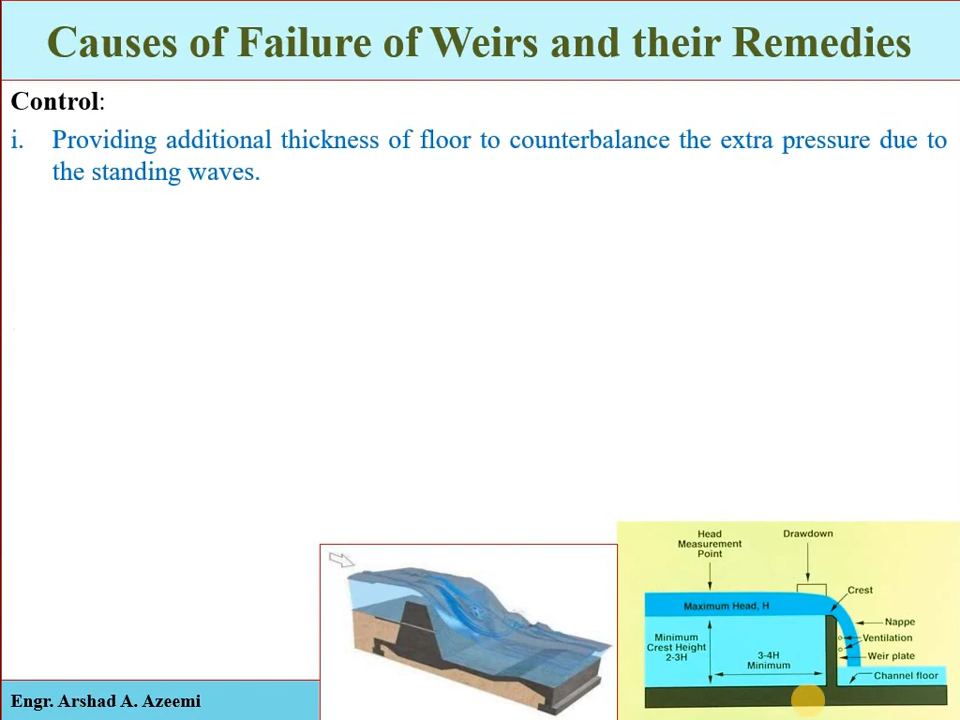 Causes of Failure of Weirs and their Remedies
Control:
i. Providing additional thickness of floor to counterbalance the extra pressure due to
the standing waves.
Head
Measurement
Point
Drawdown
Crest
Maximum Head, H
Nappe
Ventilation
Minimum
Crest Height
2-3H
3-4H
Minimum
Weir plate
Channel floor
Engr. Arshad A. Azeemi